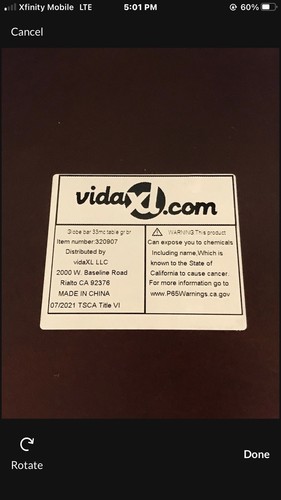 Xfinity Mobile LTE
5:01 PM
60%
Cancel
vidaXL.com
bar
Item number:320907
Distributed by
vidaXL LLC
2000 W. Baseline Road
Rialto CA 92376
MADE IN CHINA
07/2021 TSCA Title VI
WARNING This product
Can expose you to chemicals
Including name,Which is
known to the State of
California to cause cancer.
For more information go to
www.P65Warnings.ca.gov
Rotate
Done